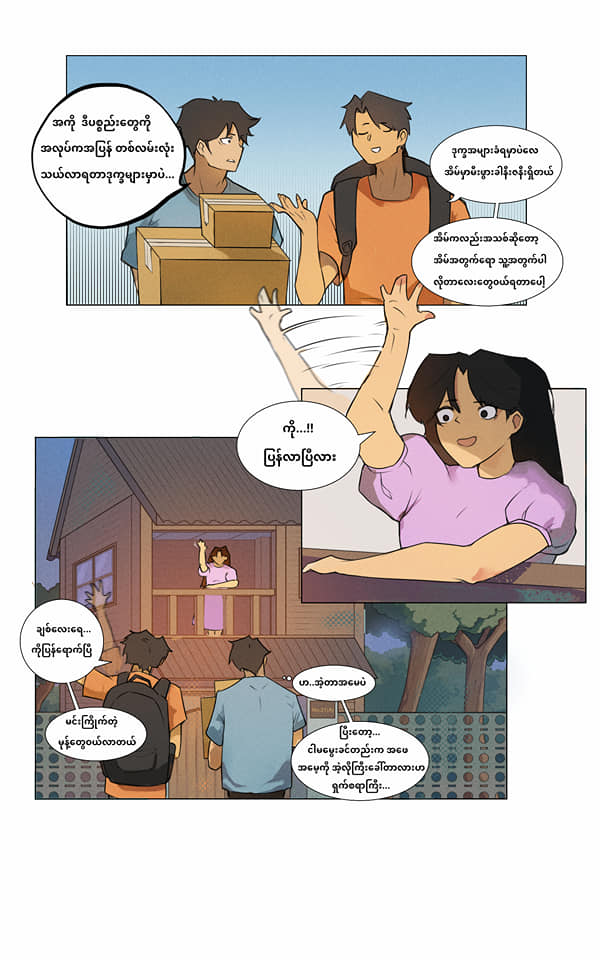 အကို ဒီပစ္စည်းတွေကို
အလုပ်ကအပြန် တစ်လမ်းလုံး
သယ်လာရတာဒုက္ခများမှာပဲ...
ဒုက္ခအများခံရမှာပဲလေ
အိမ်မှာမီးဖွားခါနီးဇနီးရှိတယ်
အိမ်ကလည်းအသစ်ဆိုတော့
အိမ်အတွက်ရော သူ့အတွက်ပါ
လိုတာလေးတွေဝယ်ရတာပေါ့
ကို...!!
ပြန်လာပြီလား
ချစ်လေးရေ...
ကိုပြန်ရောက်ပြီ
မင်းကြိုက်တဲ့
မုန့်တွေဝယ်လာတယ်
ဟ..အဲ့တာအမေပဲ
ပြီးတော့...
ငါမမွေးခင်တည်းက အဖေ
အမေ့ကို အဲ့လိုကြီးခေါ်တာလားဟ
ရှက်စရာကြီး...
No.21(A)